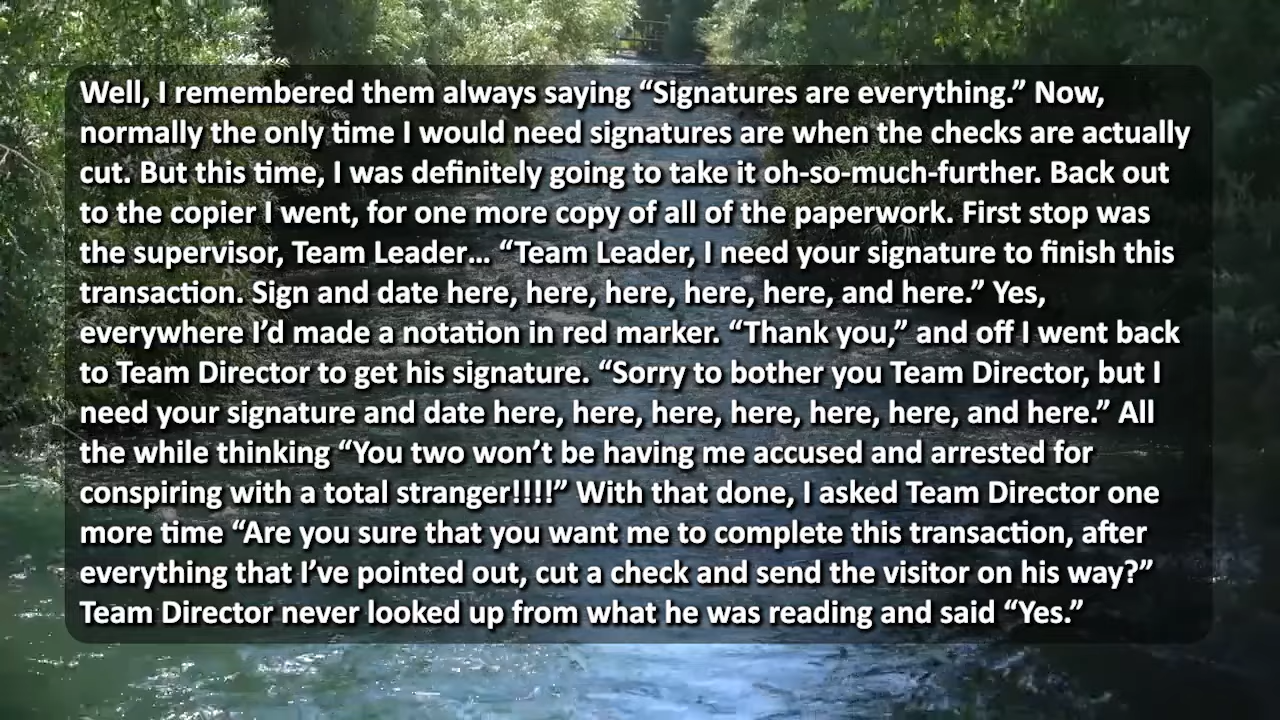 Well, I remembered them always saying “Signatures are everything.” Now,
normally the only time I would need signatures are when the checks are actually
cut. But this time, I was definitely going to take it oh-so-much-further. Back out
to the copier I went, for one more copy of all of the paperwork. First stop was
the supervisor, Team Leader... “Team Leader, I need your signature to finish this
transaction. Sign and date here, here, here, here, here, and here.” Yes,
everywhere I’d made a notation in red marker. “Thank you,” and off I went back
to Team Director to get his signature. “Sorry to bother you Team Director, but I
need your signature and date here, here, here, here, here, here, and here.” All
the while thinking “You two won’t be having me accused and arrested for
conspiring with a total stranger!!!!” With that done, I asked Team Director one
more time “Are you sure that you want me to complete this transaction, after
everything that I’ve pointed out, cut a check and send the visitor on his way?”
Team Director never looked up from what he was reading and said “Yes.”